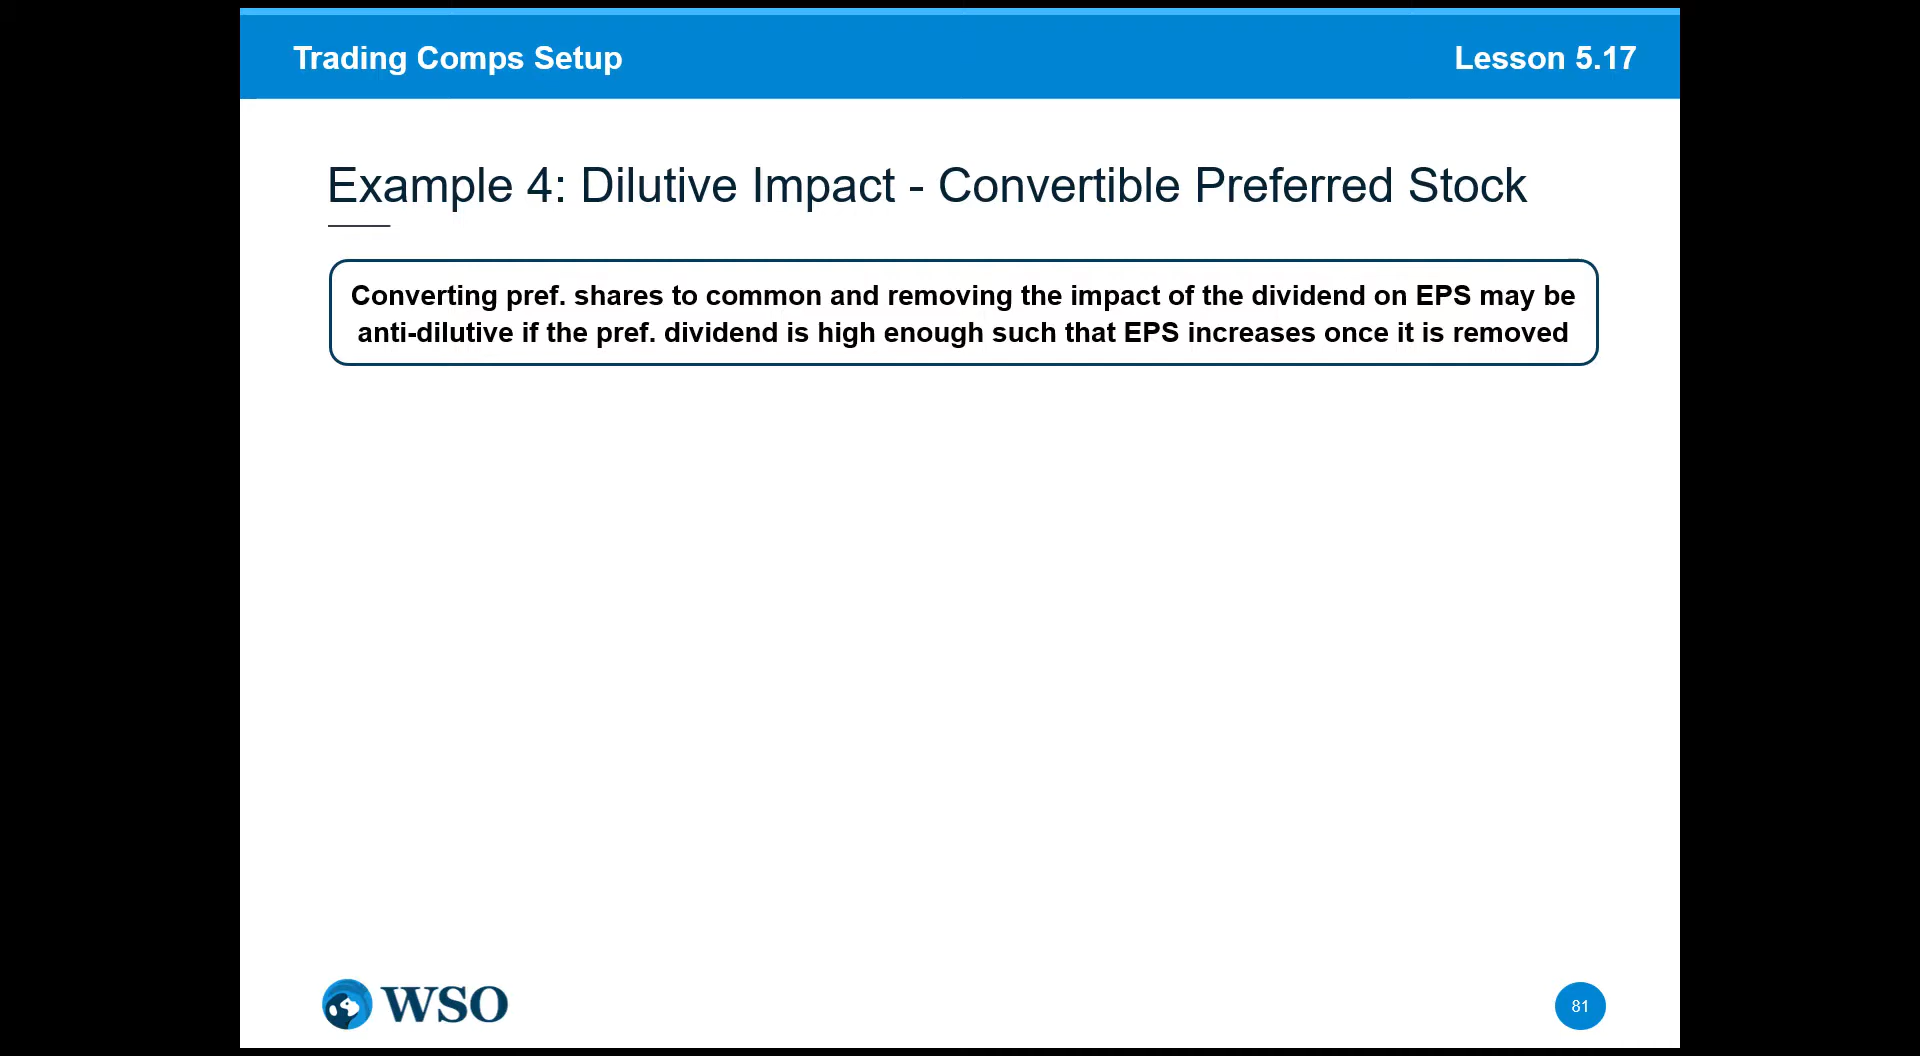 Trading Comps Setup
Lesson 5.17
Example 4: Dilutive Impact - Convertible Preferred Stock
Converting pref. shares to common and removing the impact of the dividend on EPS may be
anti-dilutive if the pref. dividend is high enough such that EPS increases once it is removed
WSO
81